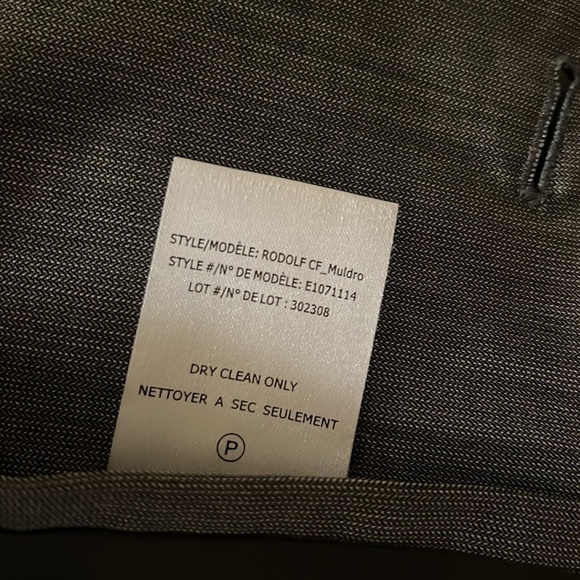 STYLE/MODÈLE: RODOLF CF_Muldro
STYLE #/N° DE MODÈLE: E1071114
LOT #/N° DE LOT : 302308
DRY CLEAN ONLY
NETTOYER A SEC SEULEMENT
P